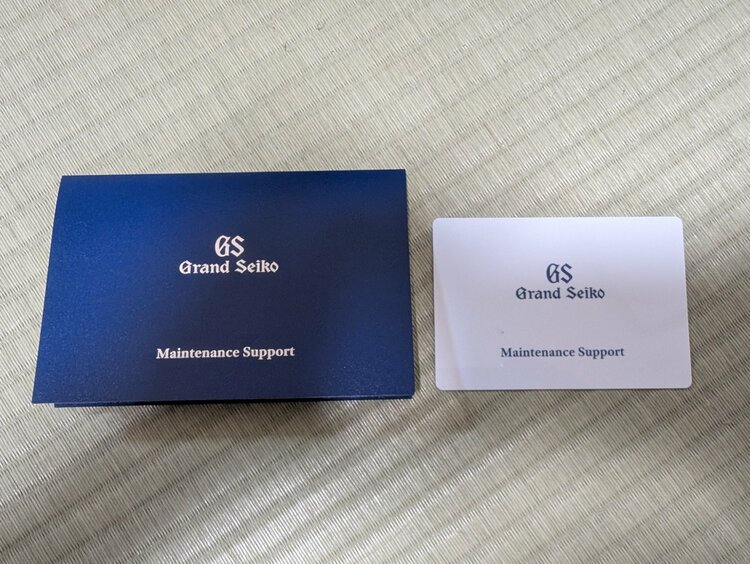 GS
Grand Seiko
Maintenance Support
GS
Grand Seiko
Maintenance Support